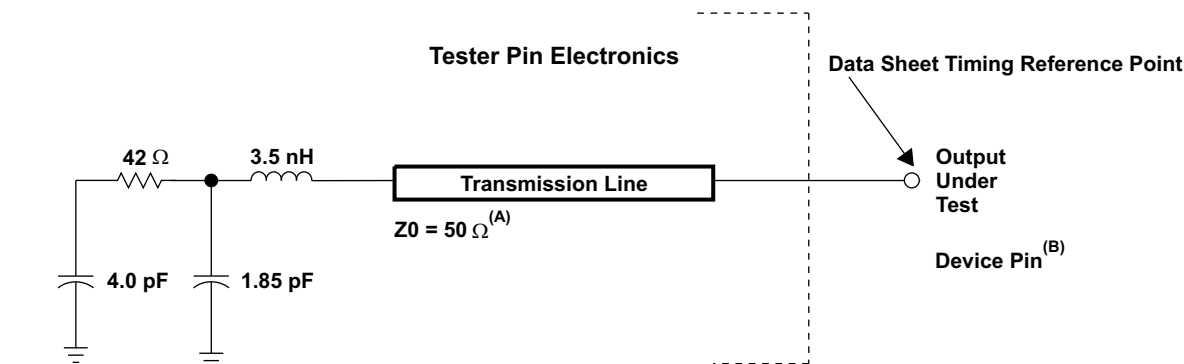 Tester Pin Electronics
Data Sheet Timing Reference Point
42 Ω
3.5 nH
Transmission Line
Output
Under
Test
Z0 = 50 Ω(A)
Device Pin(B)
4.0 pF
1.85 pF